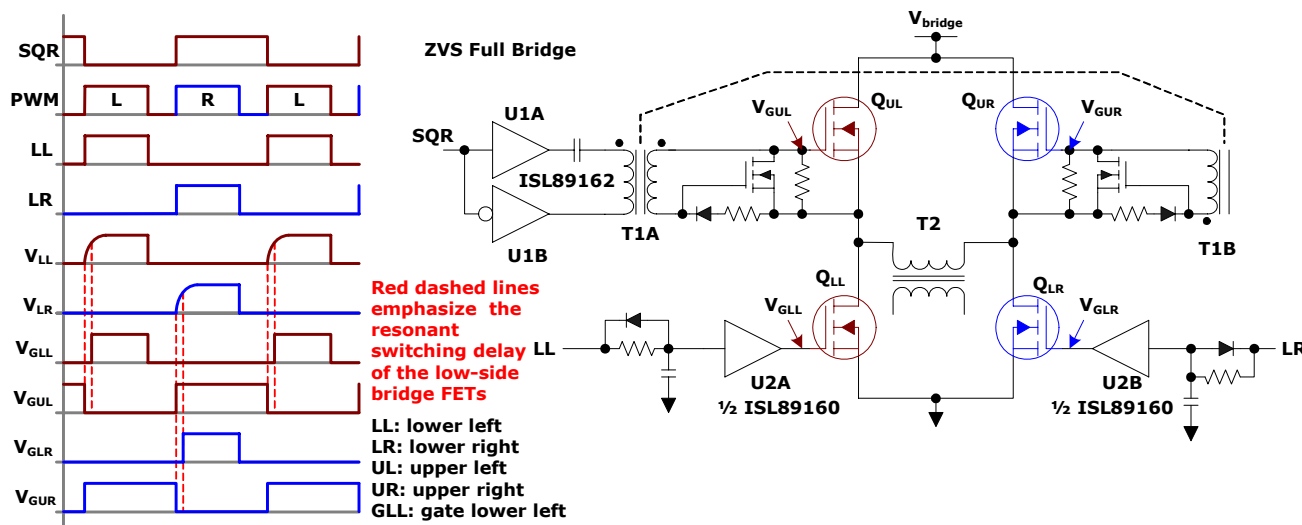 SQR
PWM
L
R
L
LL
LR
VLL
VLR
VGLL
VGUL
VGLR
VGUR
Red dashed lines
emphasize the
resonant
switching delay
of the low-side
bridge FETs
LL: lower left
LR: lower right
UL: upper left
UR: upper right
GLL: gate lower left
ZVS Full Bridge
Vbridge
SQR
U1A
ISL89162
U1B
T1A
VGUL
QUL
QUR
VGUR
T1B
T2
LL
U2A
½ ISL89160
VGLL
QLL
QLR
VGLR
U2B
½ ISL89160
LR